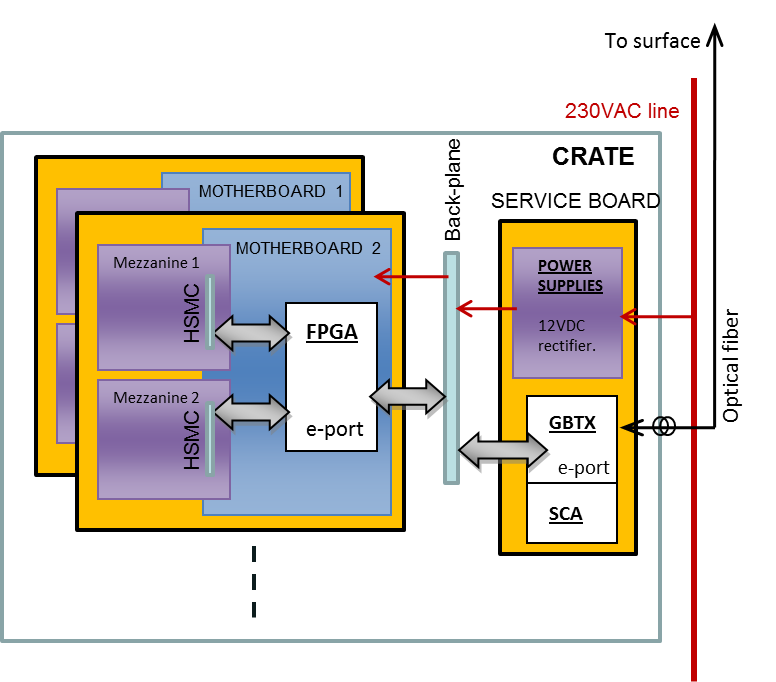 To surface
230VAC line
CRATE
Back-plane
SERVICE BOARD
MOTHERBOARD 1
MOTHERBOARD 2
Mezzanine 1
HSMC
FPGA
e-port
Mezzanine 2
HSMC
POWER
SUPPLIES
12VDC
rectifier.
GBTX
e-port
SCA
Optical fiber